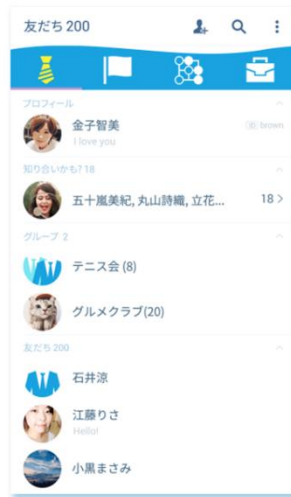 友だち 200
プロフィール
金子智美
I love you
ID brown
知り合いかも? 18
五十嵐美紀, 丸山詩織, 立花...
18
グループ 2
テニス会 (8)
グルメクラブ(20)
友だち 200
石井涼
江藤りさ
Hello!
小黒まさみ